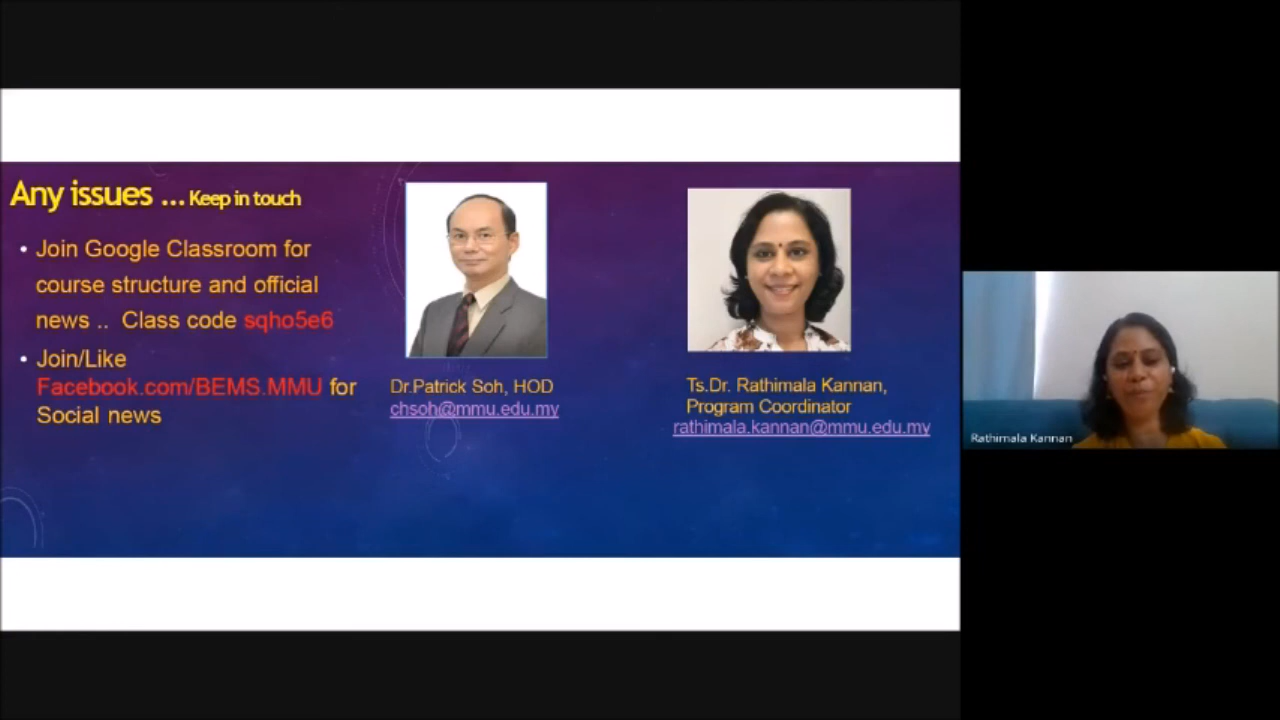 Any issues ... Keep in touch
• Join Google Classroom for
course structure and official
news .. Class code sqho5e6
• Join/Like
Facebook.com/BEMS.MMU for
Social news
Dr.Patrick Soh, HOD
chsoh@mmu.edu.my
Ts.Dr. Rathimala Kannan,
Program Coordinator
rathimala.kannan@mmu.edu.my
Rathimala Kannan